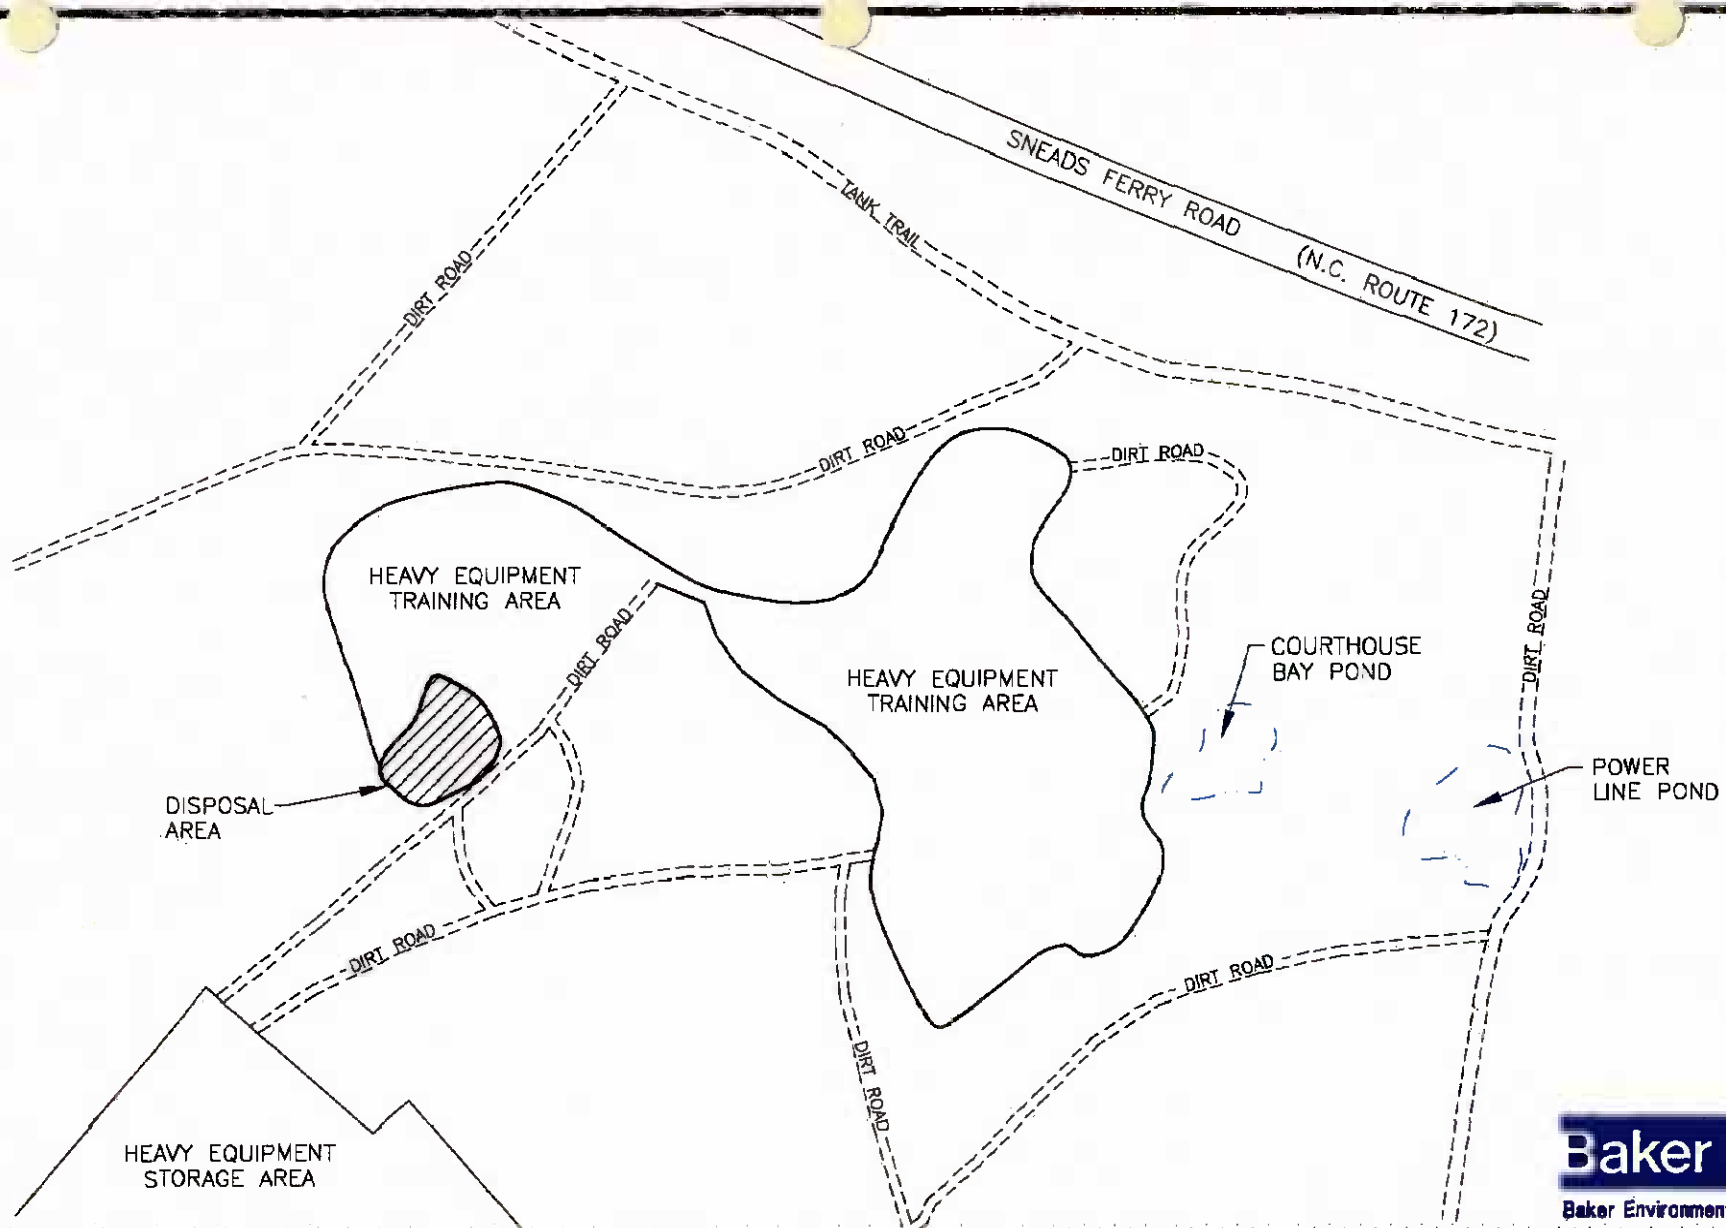 SNEADS FERRY ROAD (N.C. ROUTE 172)
TANK TRAIL
DIRT ROAD
DIRT ROAD
DIRT ROAD
HEAVY EQUIPMENT
TRAINING AREA
DIRT ROAD
DIRT ROAD
HEAVY EQUIPMENT
TRAINING AREA
COURTHOUSE
BAY POND
POWER
LINE POND
DISPOSAL
AREA
DIRT ROAD
DIRT ROAD
DIRT ROAD
HEAVY EQUIPMENT
STORAGE AREA
Baker
Baker Environmen